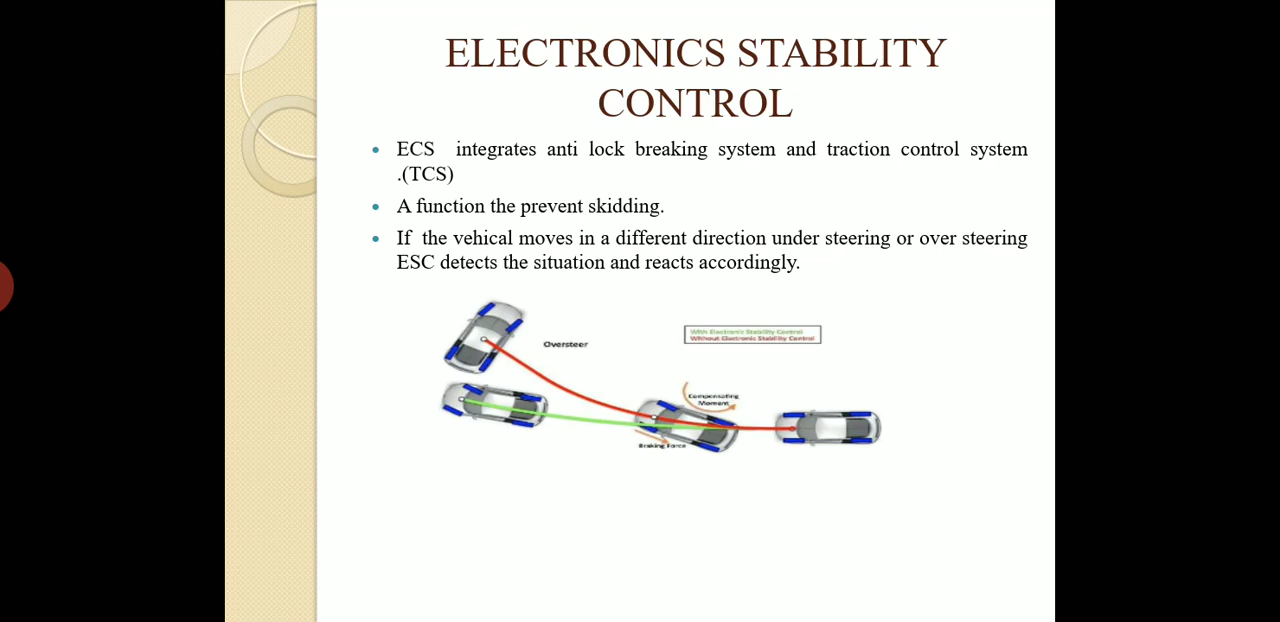 ELECTRONICS STABILITY
CONTROL
• ECS integrates anti lock breaking system and traction control system
.(TCS)
• A function the prevent skidding.
• If the vehical moves in a different direction under steering or over steering
ESC detects the situation and reacts accordingly.
Oversteer
With Electronic Stability Control
Without Electronic Stability Control
Compensating
Moment
Braking Force